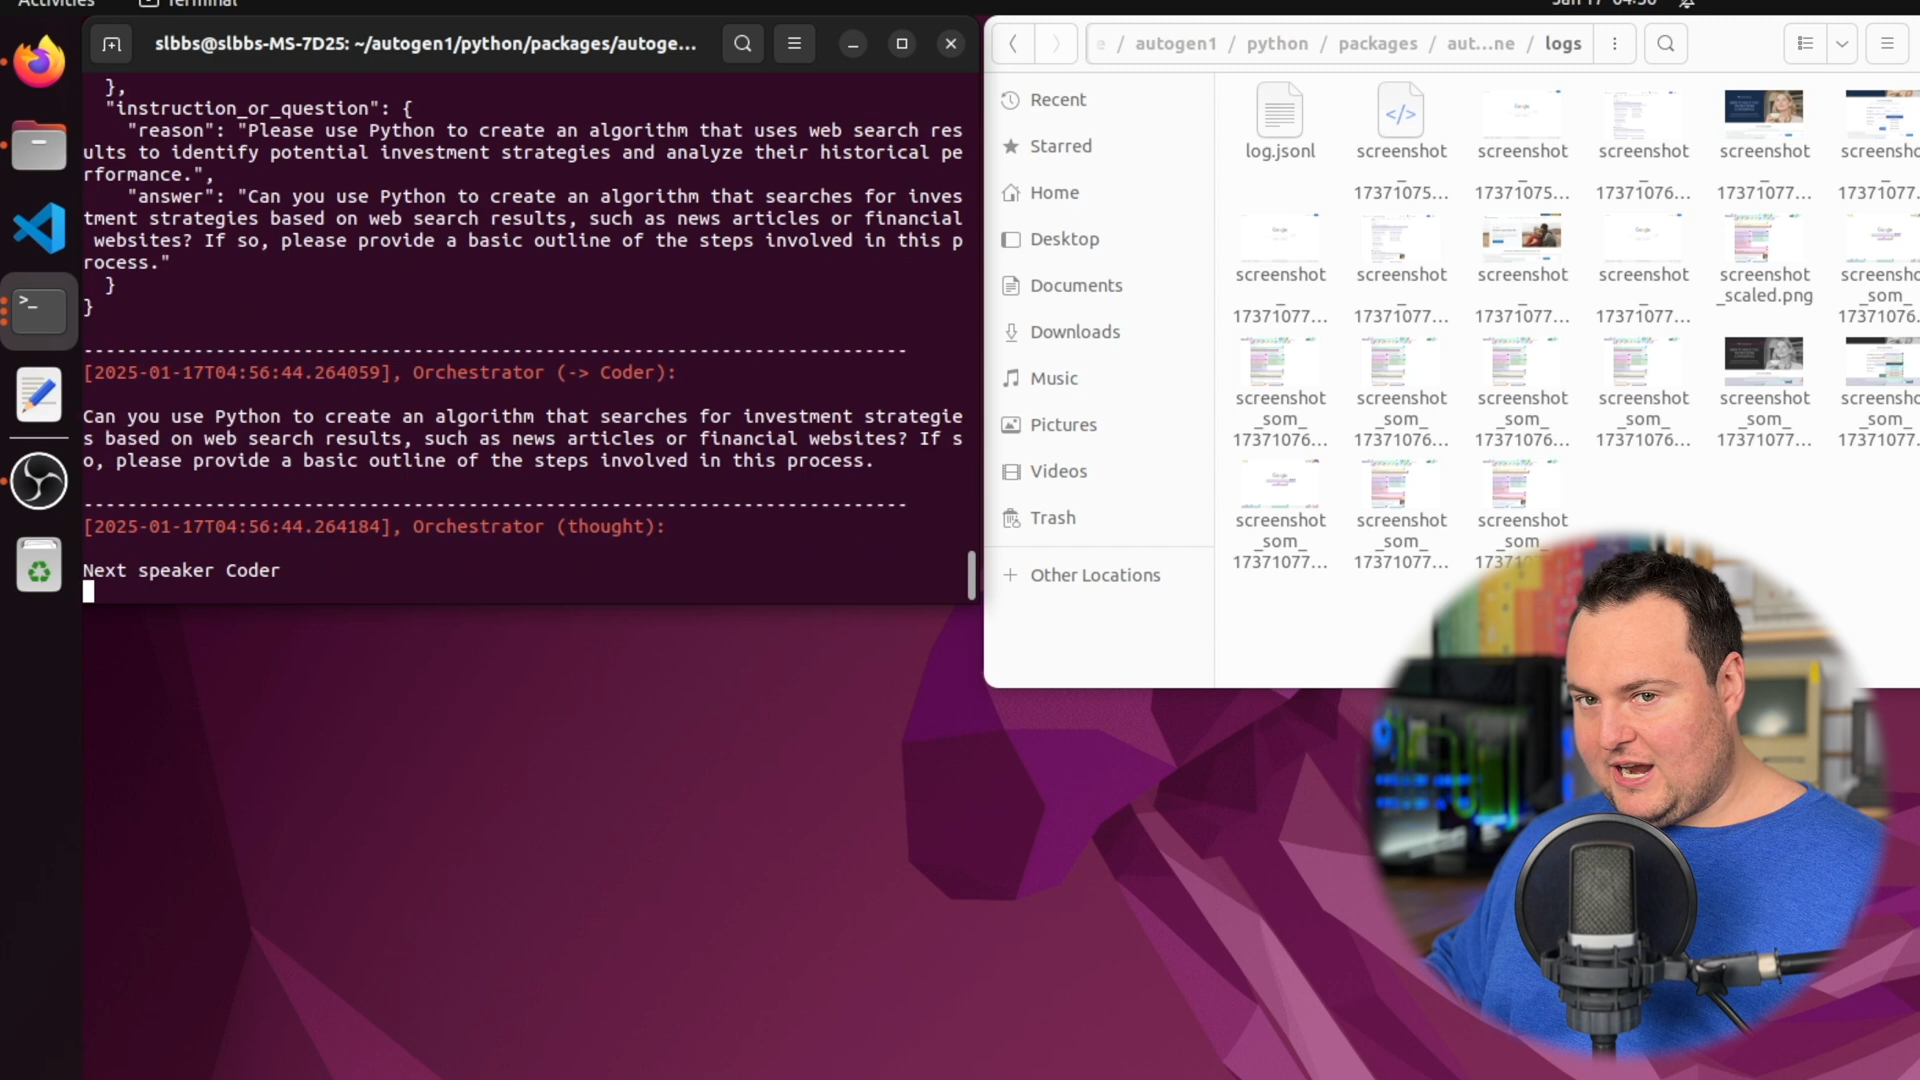 Activities
Terminal
Jan 17 04:56
slbbs@slbbs-MS-7D25: ~/autogen1/python/packages/autoge...
},
"instruction_or_question": {
"reason": "Please use Python to create an algorithm that uses web search res
ults to identify potential investment strategies and analyze their historical pe
rformance.",
"answer": "Can you use Python to create an algorithm that searches for inves
tment strategies based on web search results, such as news articles or financial
websites? If so, please provide a basic outline of the steps involved in this p
rocess."
}
}
--------------------------------------------------------------------------
[2025-01-17T04:56:44.264059], Orchestrator (-> Coder):
Can you use Python to create an algorithm that searches for investment strategie
s based on web search results, such as news articles or financial websites? If s
o, please provide a basic outline of the steps involved in this process.
--------------------------------------------------------------------------
[2025-01-17T04:56:44.264184], Orchestrator (thought):
Next speaker Coder
e / autogen1 / python / packages / aut...ne / logs
Recent
Starred
Home
Desktop
Documents
Downloads
Music
Pictures
Videos
Trash
+ Other Locations
log.jsonl
screenshot
_
17371075...
screenshot
_
17371075...
screenshot
_
17371076...
screenshot
_
17371077...
screensho
_
17371077.
screenshot
_
17371077...
screenshot
_
17371077...
screenshot
_
17371077...
screenshot
_
17371077...
screenshot
_scaled.png
screensho
_som_
17371076.
screenshot
_som_
17371076...
screenshot
_som_
17371076...
screenshot
_som_
17371076...
screenshot
_som_
17371076...
screenshot
_som_
17371077...
screensho
_som_
17371077.
screenshot
_som_
17371077...
screenshot
_som_
17371077...
screenshot
_som_
17371077...